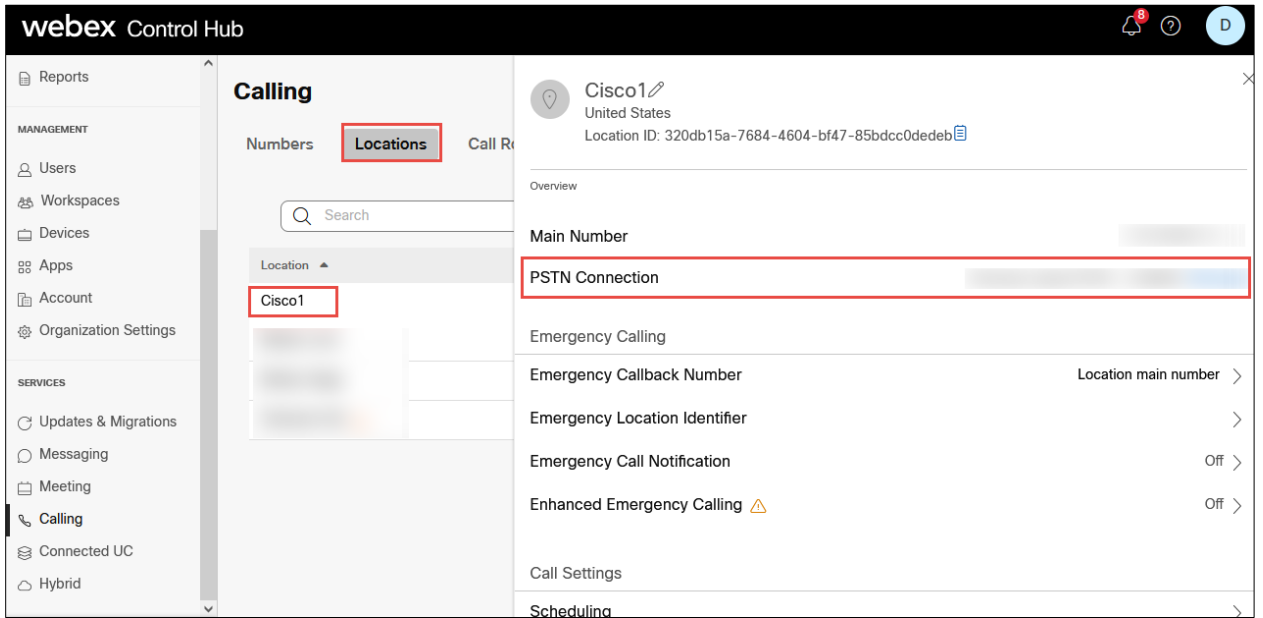 webex Control Hub
8
D
Reports
MANAGEMENT
Users
Workspaces
Devices
Apps
Account
Organization Settings
SERVICES
Updates & Migrations
Messaging
Meeting
Calling
Connected UC
Hybrid
Calling
Numbers
Locations
Call Ro
Search
Location
Cisco1
Cisco1
United States
Location ID: 320db15a-7684-4604-bf47-85bdcc0dedeb
Overview
Main Number
PSTN Connection
Emergency Calling
Emergency Callback Number Location main number
Emergency Location Identifier
Emergency Call Notification Off
Enhanced Emergency Calling Off
Call Settings
Scheduling